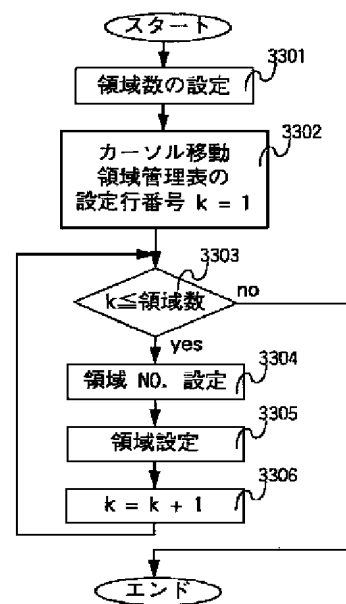 スタート
3301
領域数の設定
3302
カーソル移動
領域管理表の
設定行番号 k = 1
3303
k≦領域数
no
yes
3304
領域 NO. 設定
3305
領域設定
3306
k = k + 1
エンド